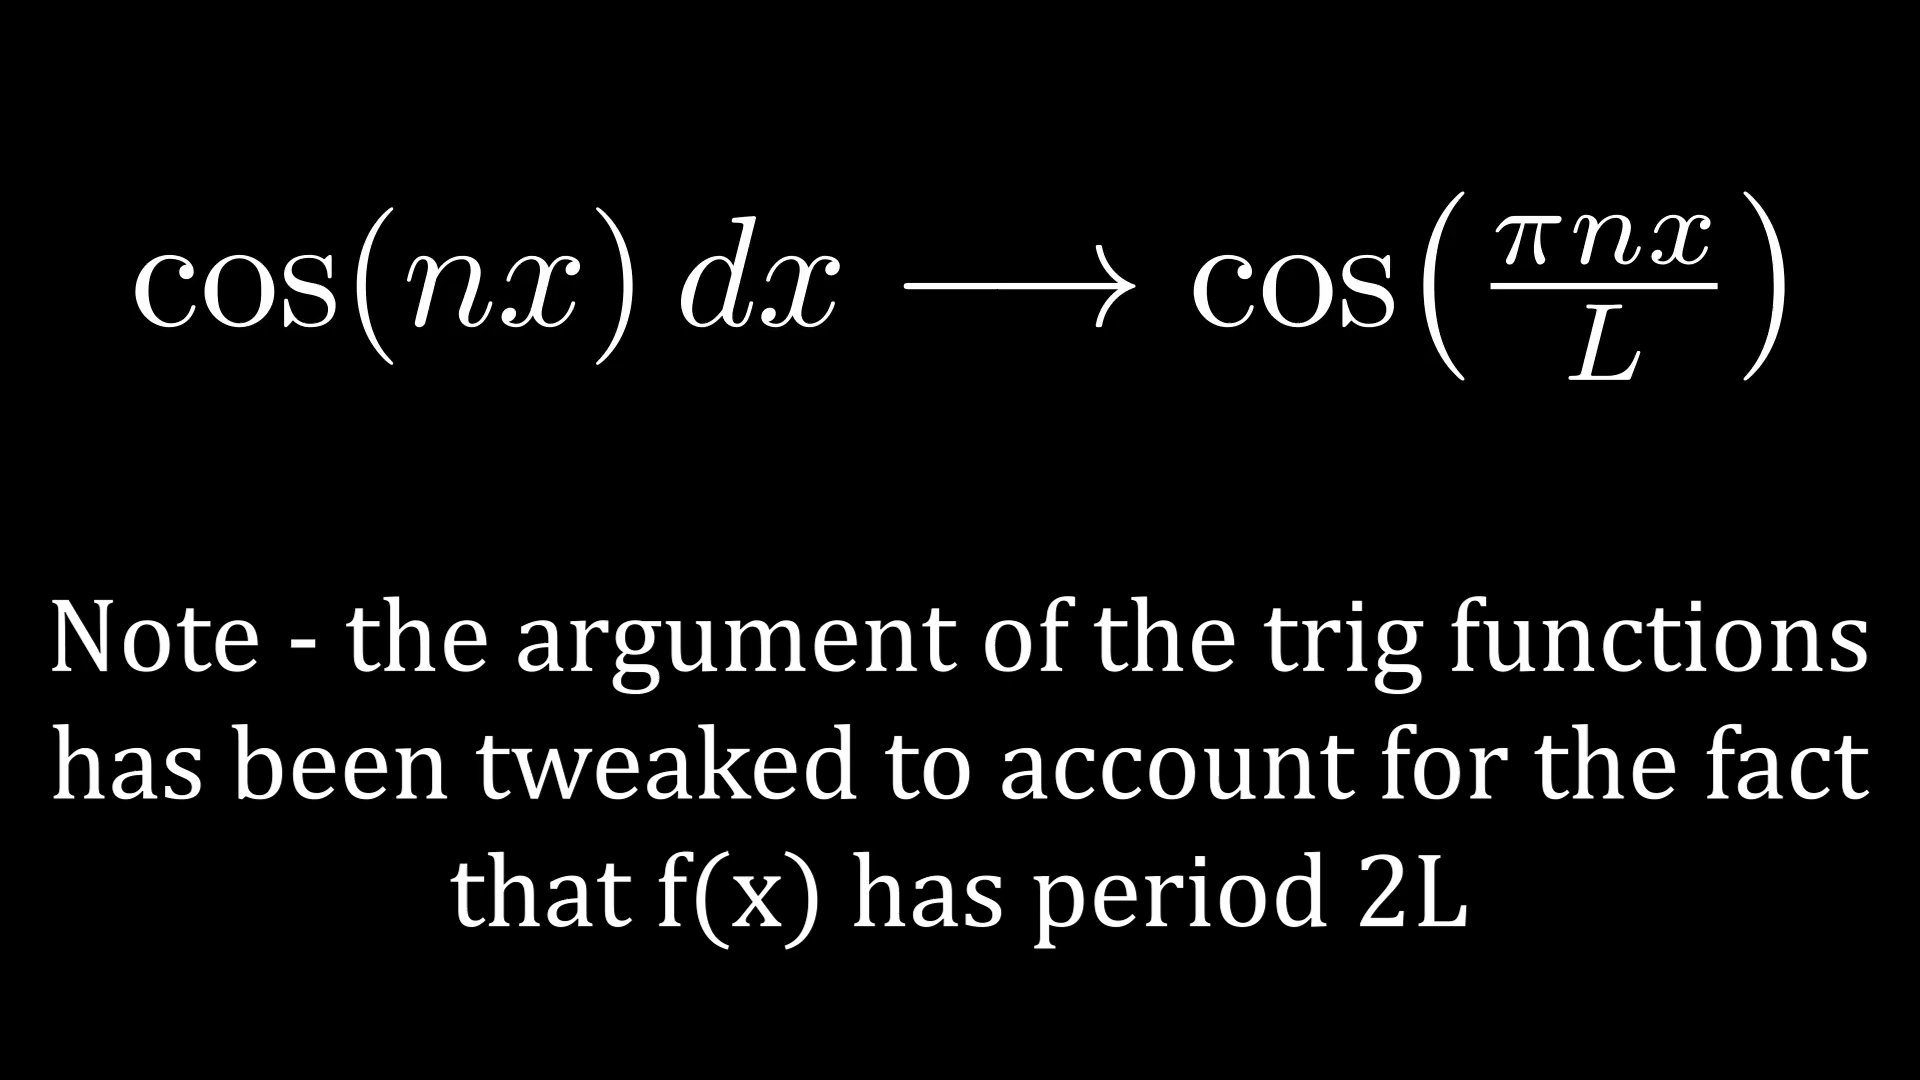 cos(nx) dx ⟶ cos(πnx/L)
Note - the argument of the trig functions
has been tweaked to account for the fact
that f(x) has period 2L